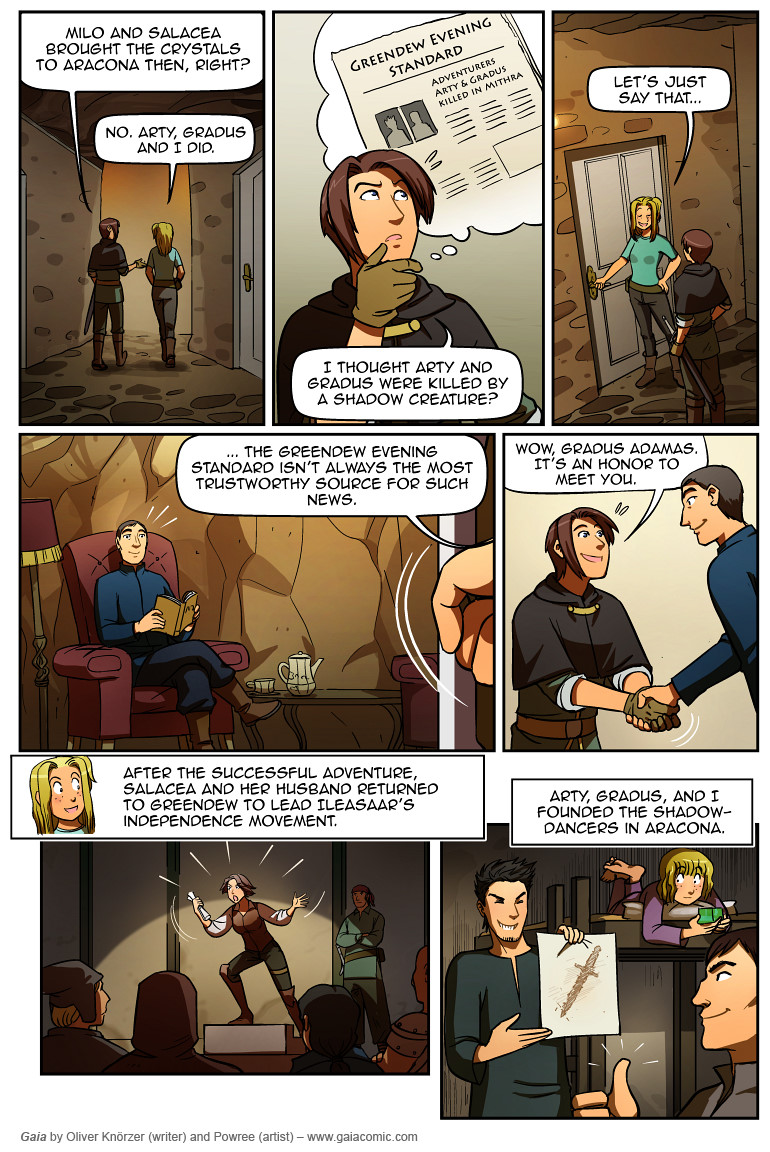 MILO AND SALACEA
BROUGHT THE CRYSTALS
TO ARACONA THEN, RIGHT?
NO. ARTY, GRADUS
AND I DID.
GREENDEW EVENING
STANDARD
ADVENTURERS
ARTY & GRADUS
KILLED IN MITHRA
I THOUGHT ARTY AND
GRADUS WERE KILLED BY
A SHADOW CREATURE?
LET'S JUST
SAY THAT...
... THE GREENDEW EVENING
STANDARD ISN'T ALWAYS THE MOST
TRUSTWORTHY SOURCE FOR SUCH
NEWS.
WOW, GRADUS ADAMAS.
IT'S AN HONOR TO
MEET YOU.
AFTER THE SUCCESSFUL ADVENTURE,
SALACEA AND HER HUSBAND RETURNED
TO GREENDEW TO LEAD ILEASAAR'S
INDEPENDENCE MOVEMENT.
ARTY, GRADUS, AND I
FOUNDED THE SHADOW-
DANCERS IN ARACONA.
Gaia by Oliver Knörzer (writer) and Powree (artist) – www.gaiacomic.com